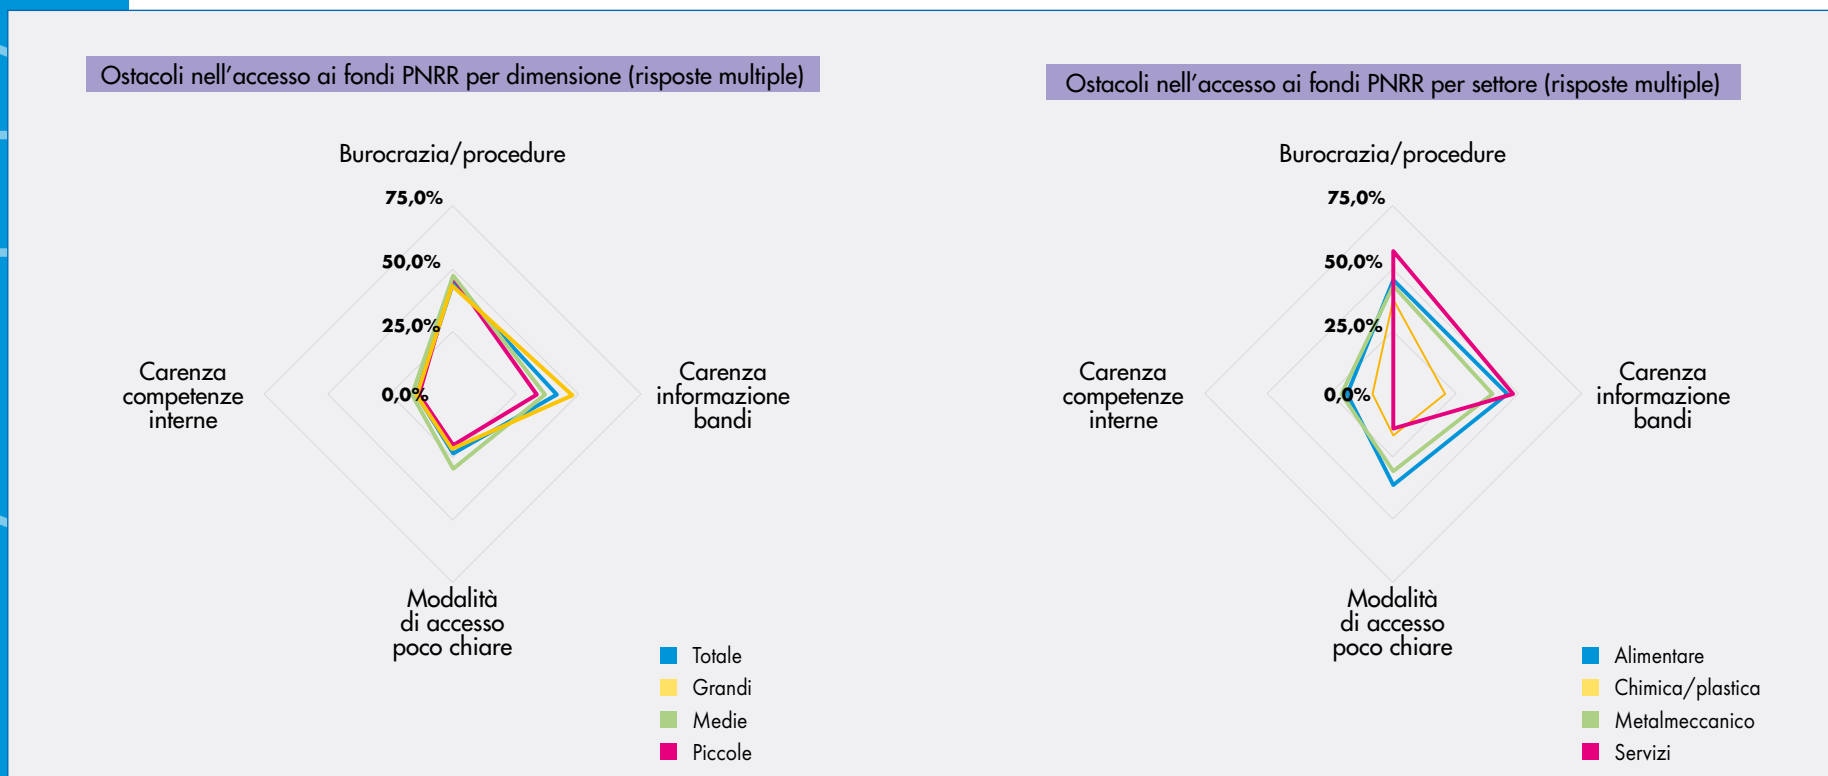 Ostacoli nell'accesso ai fondi PNRR per dimensione (risposte multiple)
Burocrazia/procedure
75,0%
50,0%
25,0%
0,0%
Carenza
competenze
interne
Carenza
informazione
bandi
Modalità
di accesso
poco chiare
Totale
Grandi
Medie
Piccole
Ostacoli nell'accesso ai fondi PNRR per settore (risposte multiple)
Burocrazia/procedure
75,0%
50,0%
25,0%
0,0%
Carenza
competenze
interne
Carenza
informazione
bandi
Modalità
di accesso
poco chiare
Alimentare
Chimica/plastica
Metalmeccanico
Servizi